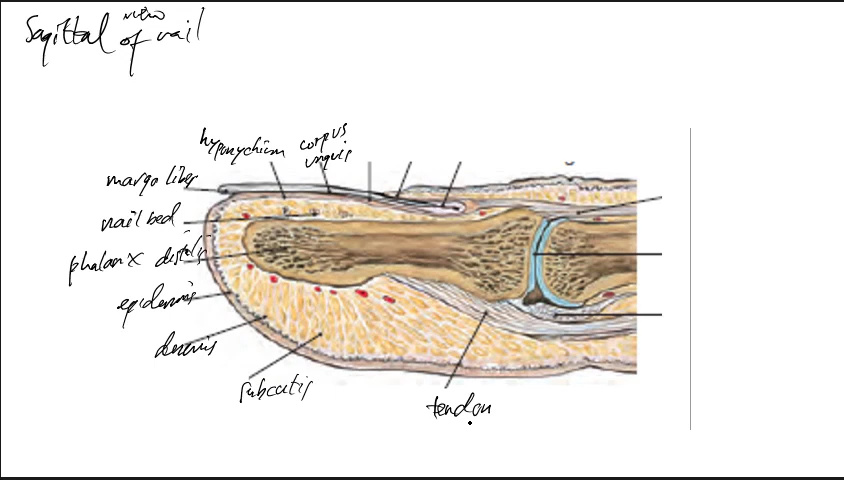 Sagittal view
of nail
hyponychium corpus
unguis
margo liber
nail bed
phalanx distalis
epidermis
dermis
subcutis
tendon